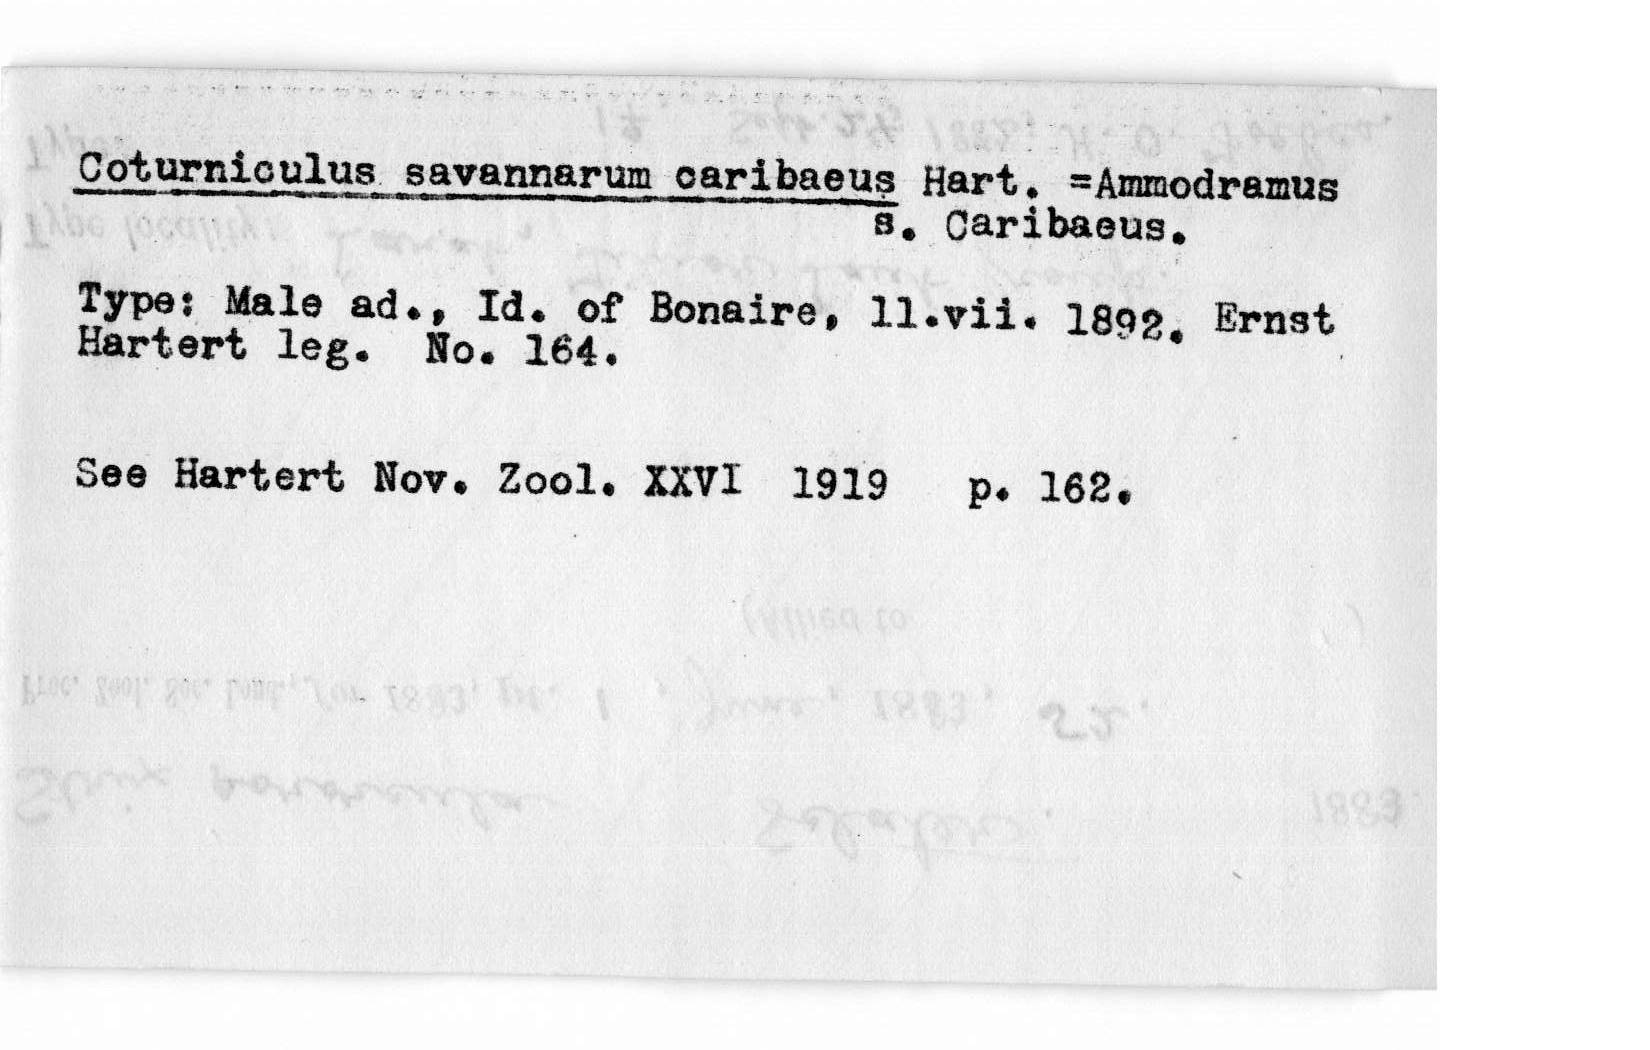 Coturniculus savannarum caribaeus Hart. =Ammodramus
s. Caribaeus.
Type: Male ad., Id. of Bonaire, 11.vii. 1892. Ernst
Hartert leg. No. 164.
See Hartert Nov. Zool. XXVI 1919 p. 162.